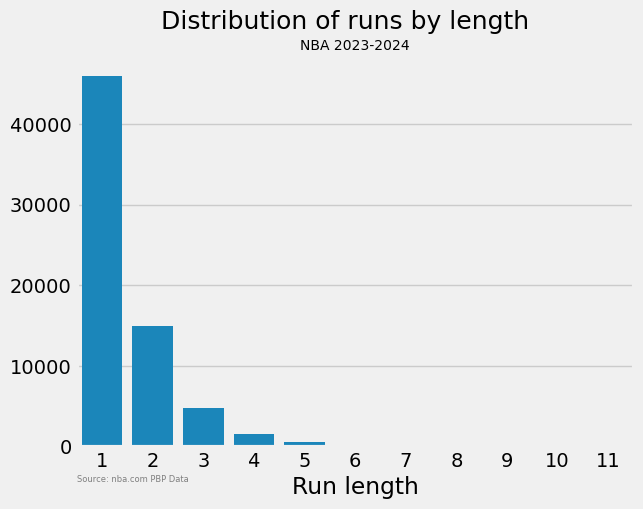 Distribution of runs by length
NBA 2023-2024
40000
30000
20000
10000
0
1 2 3 4 5 6 7 8 9 10 11
Source: nba.com PBP Data
Run length